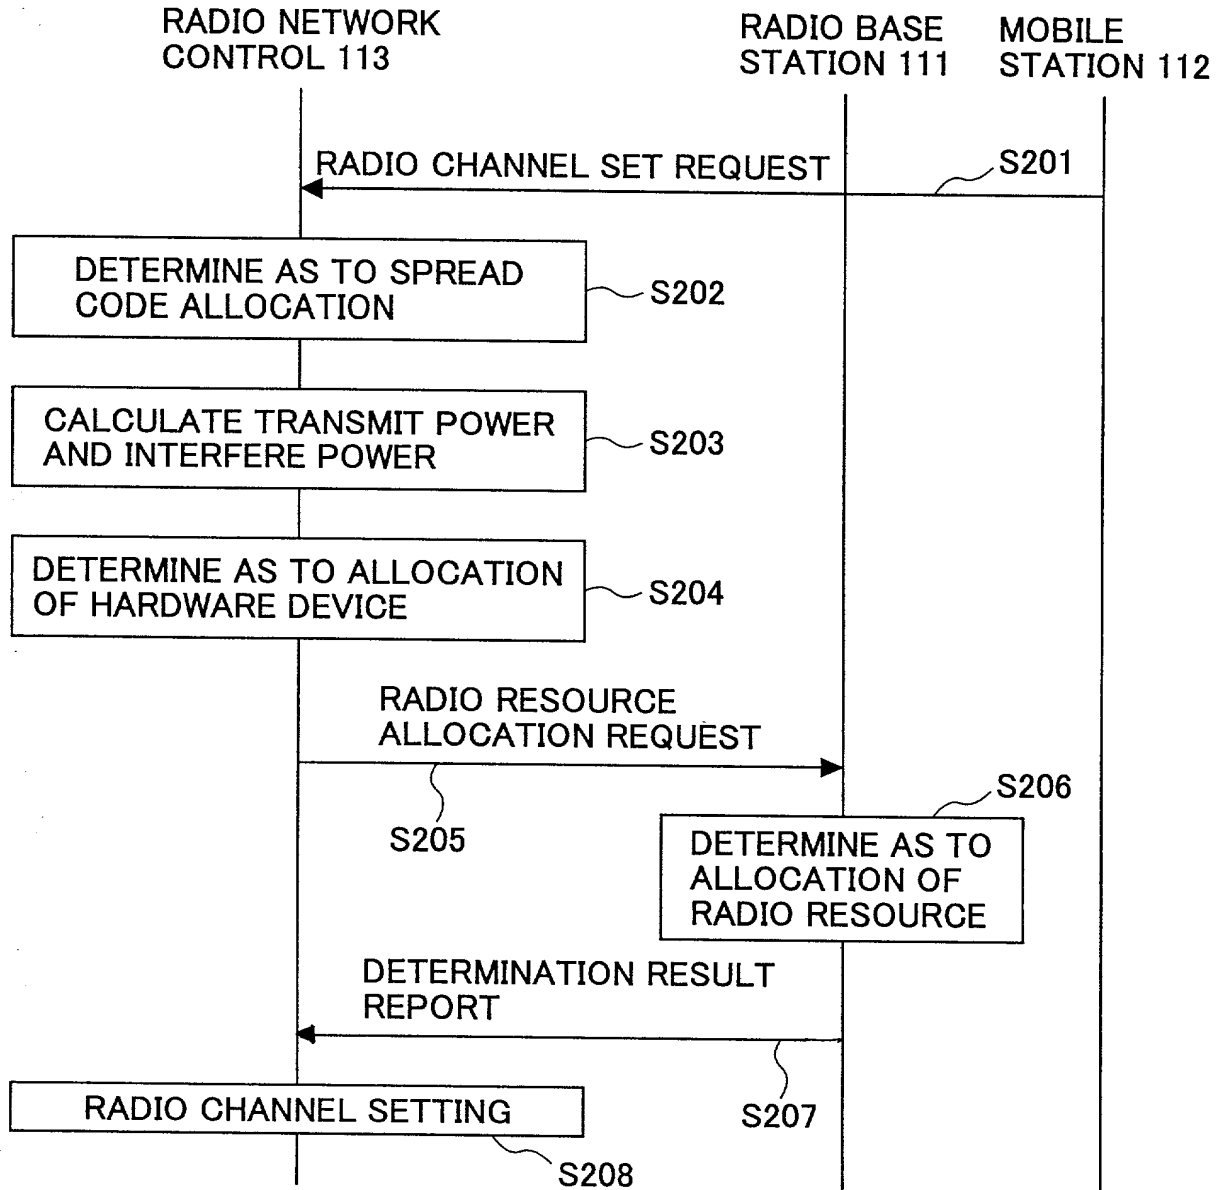 RADIO NETWORK
CONTROL 113
RADIO BASE
STATION 111
MOBILE
STATION 112
RADIO CHANNEL SET REQUEST
S201
DETERMINE AS TO SPREAD
CODE ALLOCATION
S202
CALCULATE TRANSMIT POWER
AND INTERFERE POWER
S203
DETERMINE AS TO ALLOCATION
OF HARDWARE DEVICE
S204
RADIO RESOURCE
ALLOCATION REQUEST
S205
S206
DETERMINE AS TO
ALLOCATION OF
RADIO RESOURCE
DETERMINATION RESULT
REPORT
S207
RADIO CHANNEL SETTING
S208